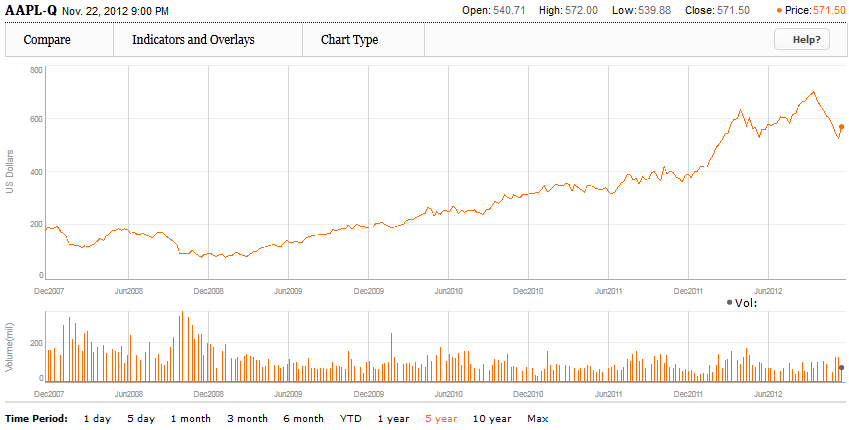 AAPL-Q Nov. 22, 2012 9:00 PM Open: 540.71 High: 572.00 Low: 539.88 Close: 571.50 Price: 571.50
Compare Indicators and Overlays Chart Type Help?
800
600
400
200
0
US Dollars
Dec2007 Jun2008 Dec2008 Jun2009 Dec2009 Jun2010 Dec2010 Jun2011 Dec2011 Jun2012
Vol:
200
0
Volume(mil)
Dec2007 Jun2008 Dec2008 Jun2009 Dec2009 Jun2010 Dec2010 Jun2011 Dec2011 Jun2012
Time Period: 1 day 5 day 1 month 3 month 6 month YTD 1 year 5 year 10 year Max